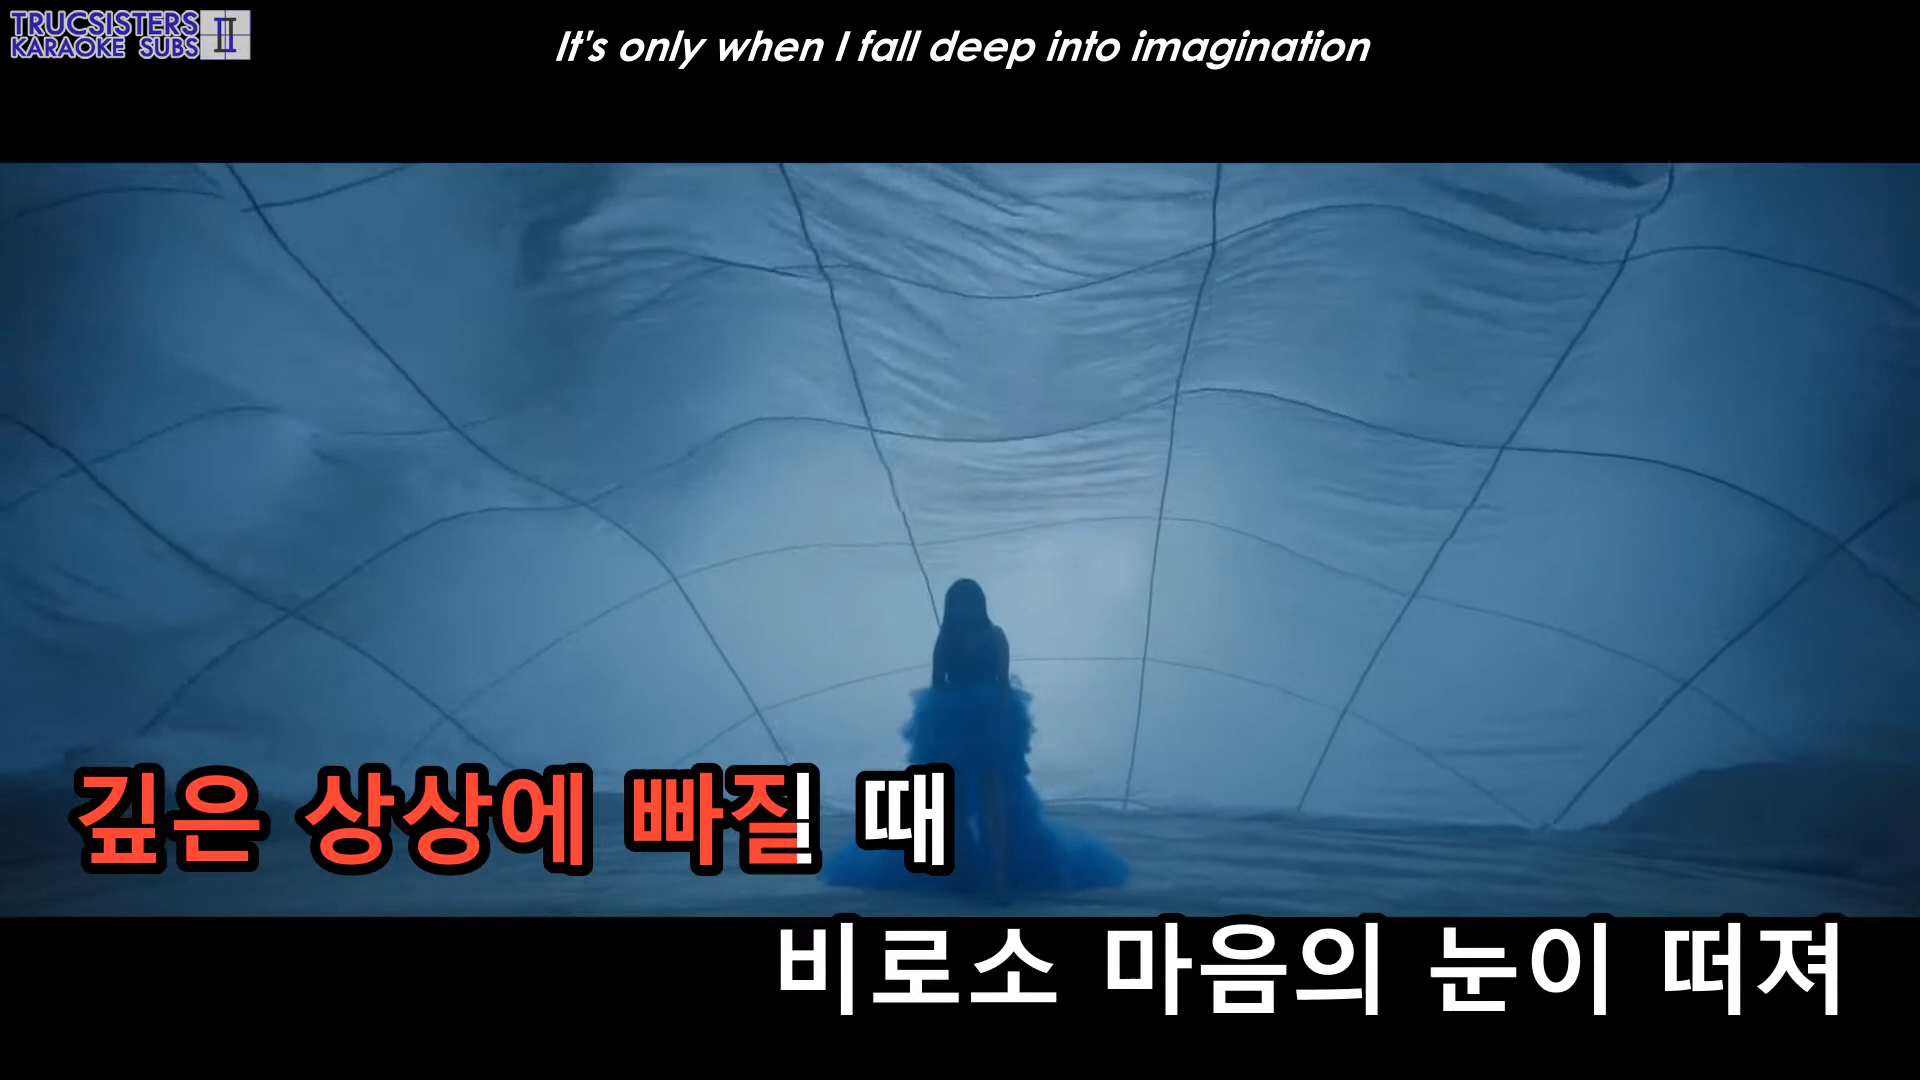 TRUCSISTERS
KARAOKE SUBS II
It's only when I fall deep into imagination
깊은 상상에 빠질 때
비로소 마음의 눈이 떠져